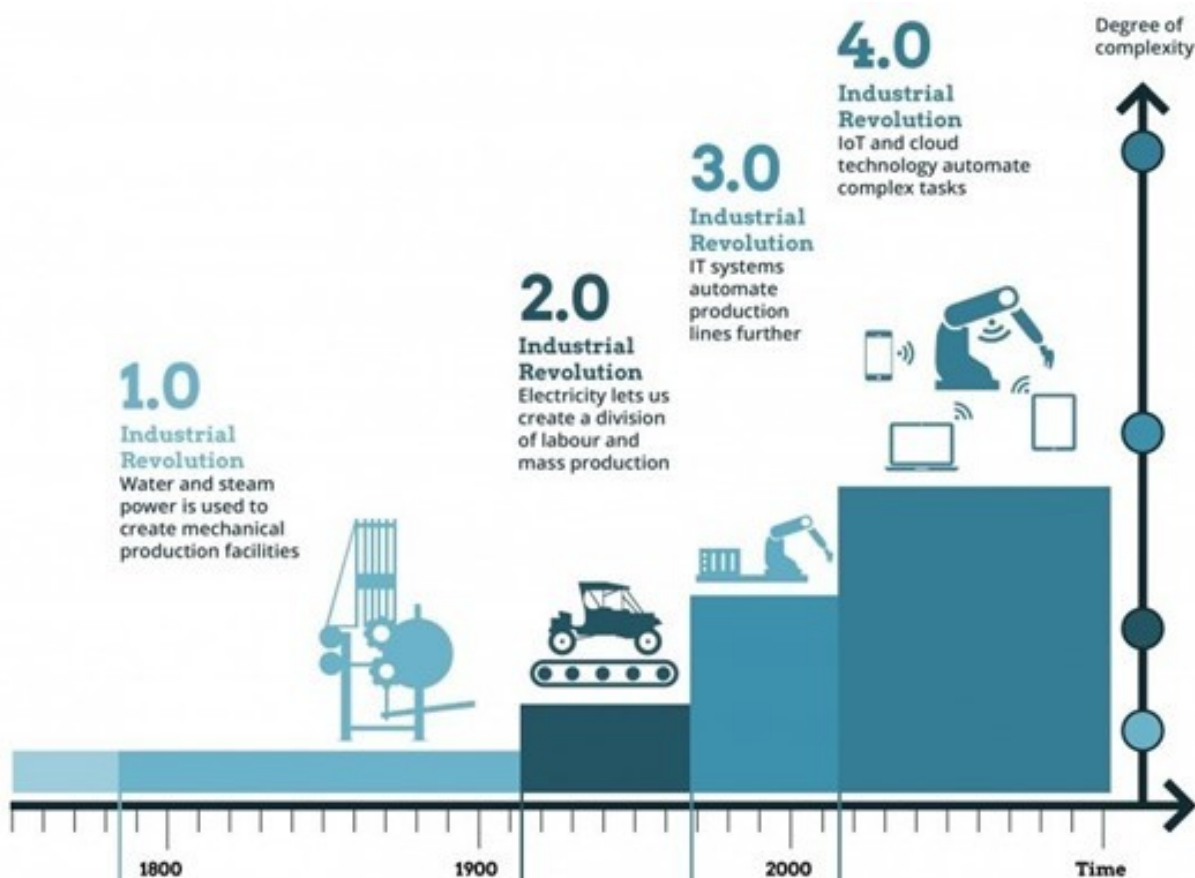 1.0
Industrial
Revolution
Water and steam
power is used to
create mechanical
production facilities
2.0
Industrial
Revolution
Electricity lets us
create a division
of labour and
mass production
3.0
Industrial
Revolution
IT systems
automate
production
lines further
4.0
Industrial
Revolution
IoT and cloud
technology automate
complex tasks
Degree of
complexity
1800
1900
2000
Time